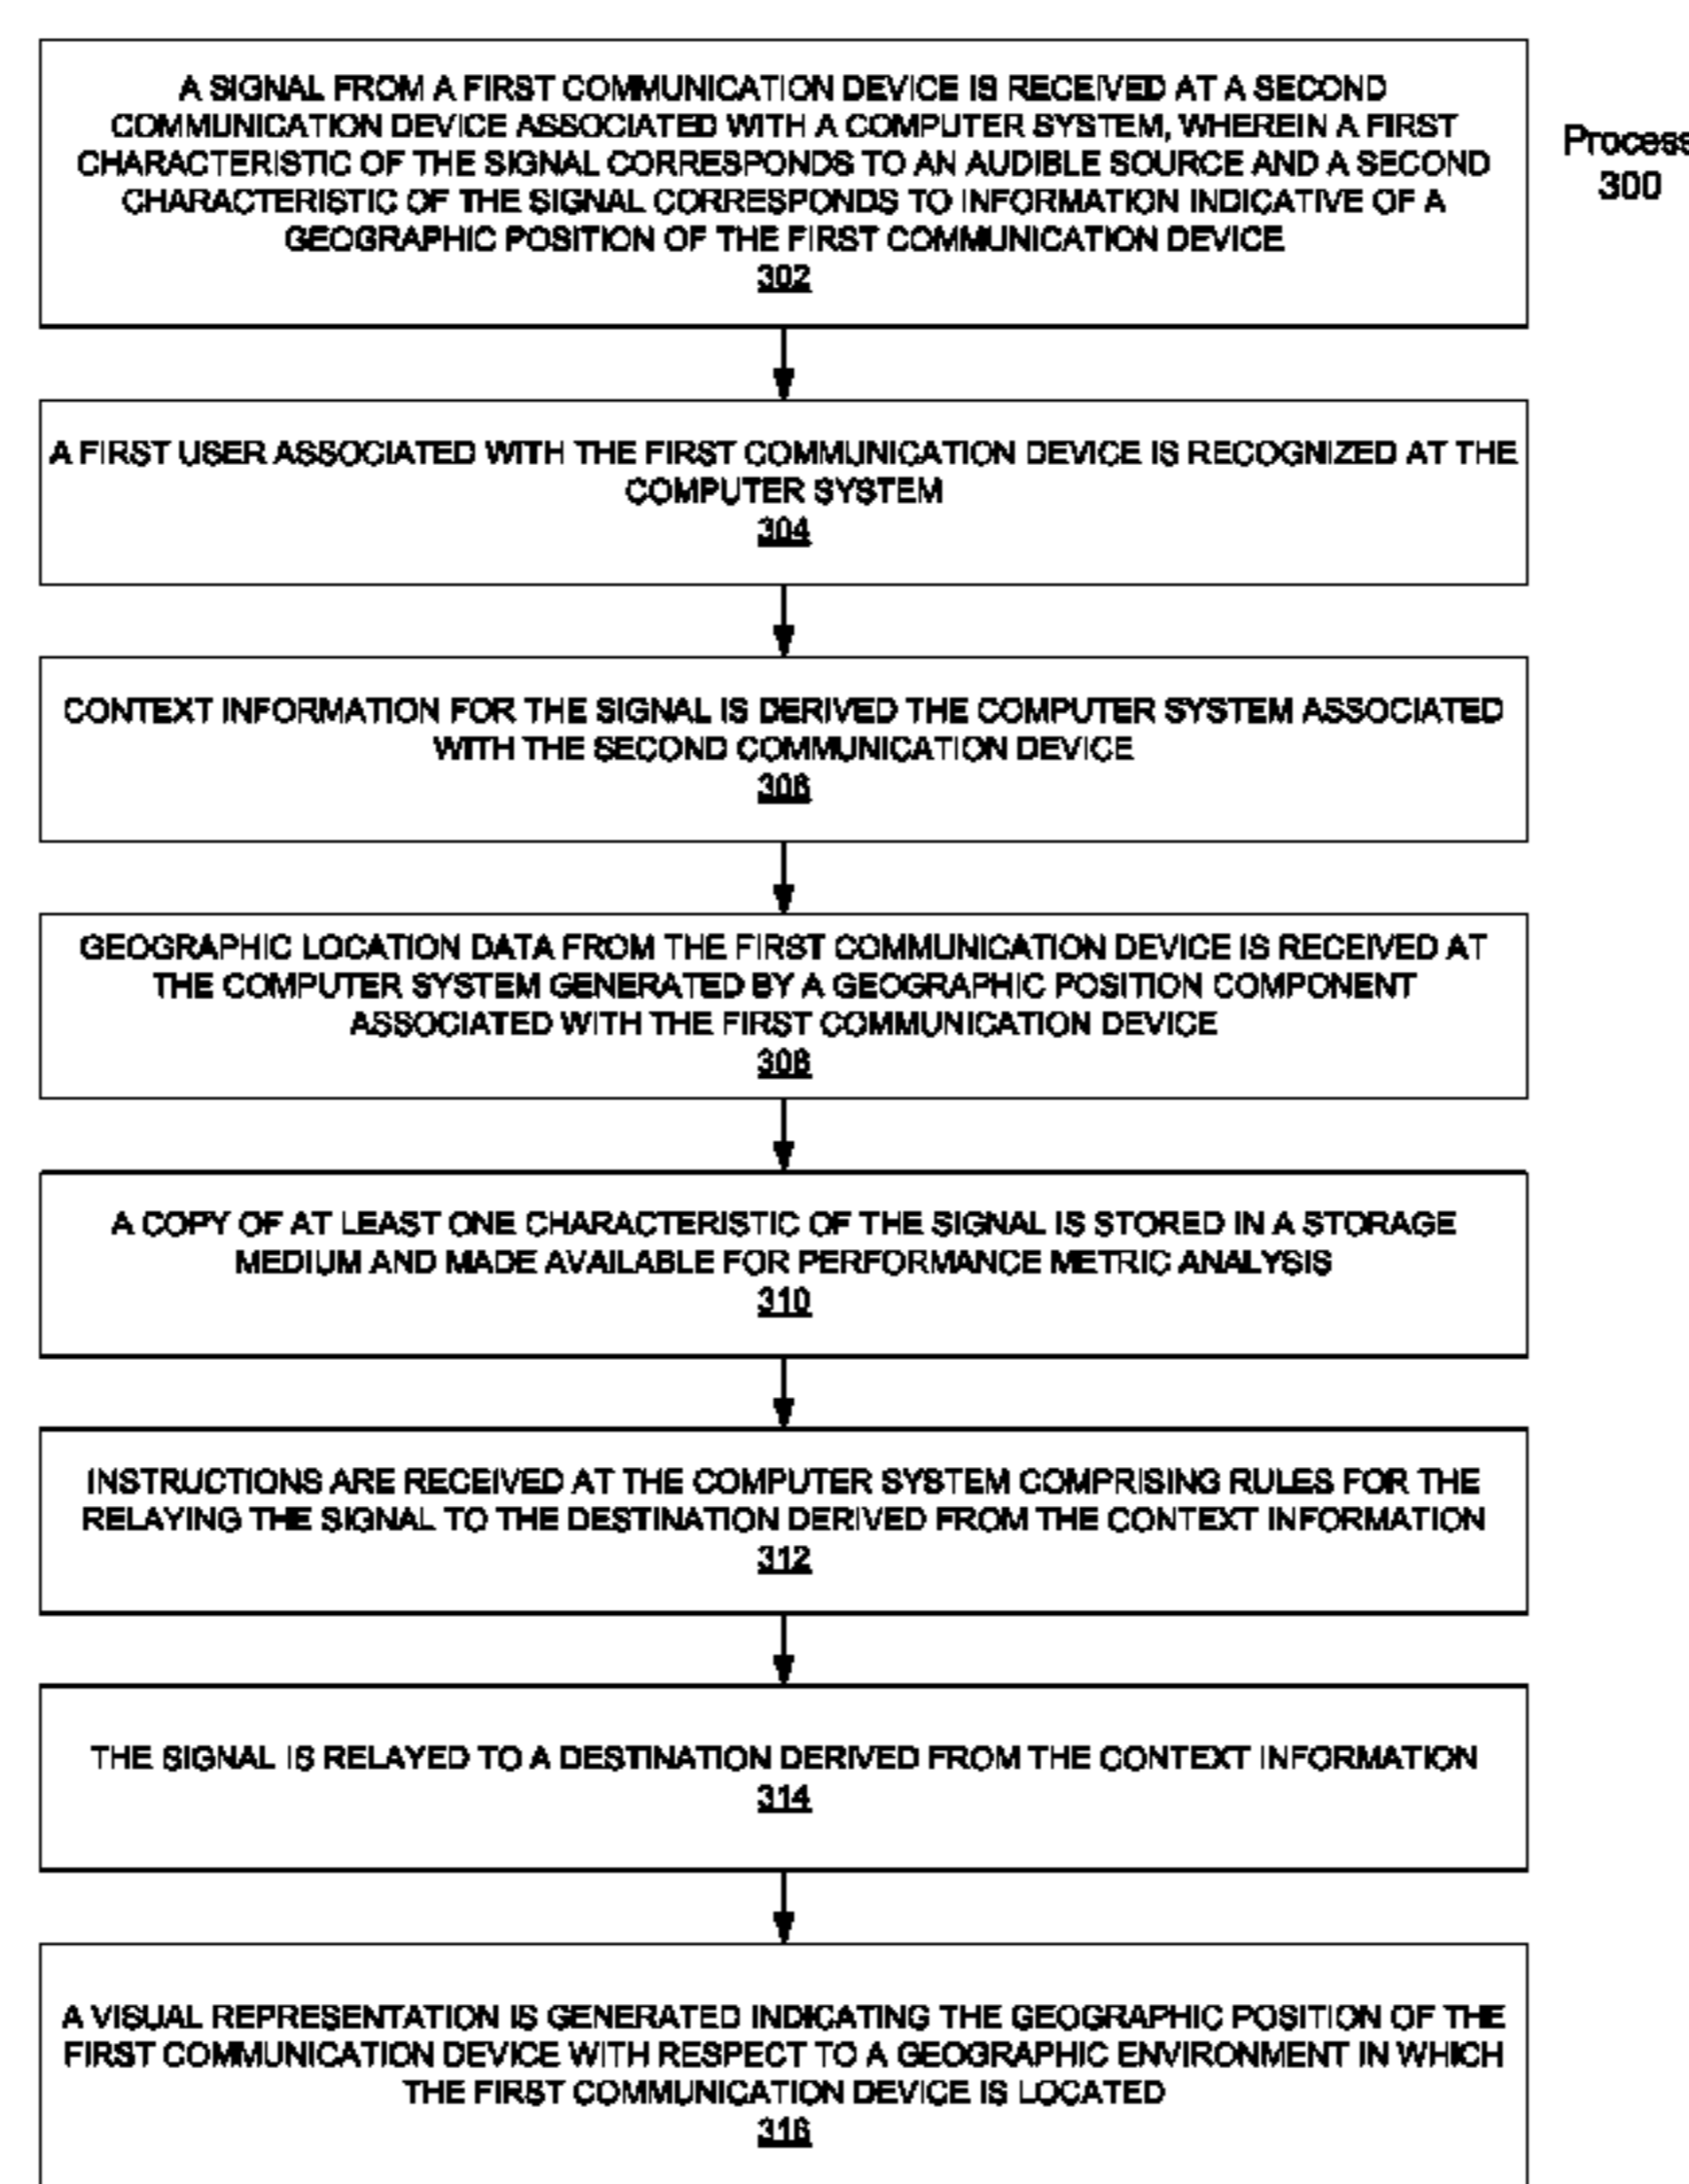 A SIGNAL FROM A FIRST COMMUNICATION DEVICE IS RECEIVED AT A SECOND
COMMUNICATION DEVICE ASSOCIATED WITH A COMPUTER SYSTEM, WHEREIN A FIRST
CHARACTERISTIC OF THE SIGNAL CORRESPONDS TO AN AUDIBLE SOURCE AND A SECOND
CHARACTERISTIC OF THE SIGNAL CORRESPONDS TO INFORMATION INDICATIVE OF A
GEOGRAPHIC POSITION OF THE FIRST COMMUNICATION DEVICE
302
Process
300
A FIRST USER ASSOCIATED WITH THE FIRST COMMUNICATION DEVICE IS RECOGNIZED AT THE
COMPUTER SYSTEM
304
CONTEXT INFORMATION FOR THE SIGNAL IS DERIVED THE COMPUTER SYSTEM ASSOCIATED
WITH THE SECOND COMMUNICATION DEVICE
306
GEOGRAPHIC LOCATION DATA FROM THE FIRST COMMUNICATION DEVICE IS RECEIVED AT
THE COMPUTER SYSTEM GENERATED BY A GEOGRAPHIC POSITION COMPONENT
ASSOCIATED WITH THE FIRST COMMUNICATION DEVICE
308
A COPY OF AT LEAST ONE CHARACTERISTIC OF THE SIGNAL IS STORED IN A STORAGE
MEDIUM AND MADE AVAILABLE FOR PERFORMANCE METRIC ANALYSIS
310
INSTRUCTIONS ARE RECEIVED AT THE COMPUTER SYSTEM COMPRISING RULES FOR THE
RELAYING THE SIGNAL TO THE DESTINATION DERIVED FROM THE CONTEXT INFORMATION
312
THE SIGNAL IS RELAYED TO A DESTINATION DERIVED FROM THE CONTEXT INFORMATION
314
A VISUAL REPRESENTATION IS GENERATED INDICATING THE GEOGRAPHIC POSITION OF THE
FIRST COMMUNICATION DEVICE WITH RESPECT TO A GEOGRAPHIC ENVIRONMENT IN WHICH
THE FIRST COMMUNICATION DEVICE IS LOCATED
316